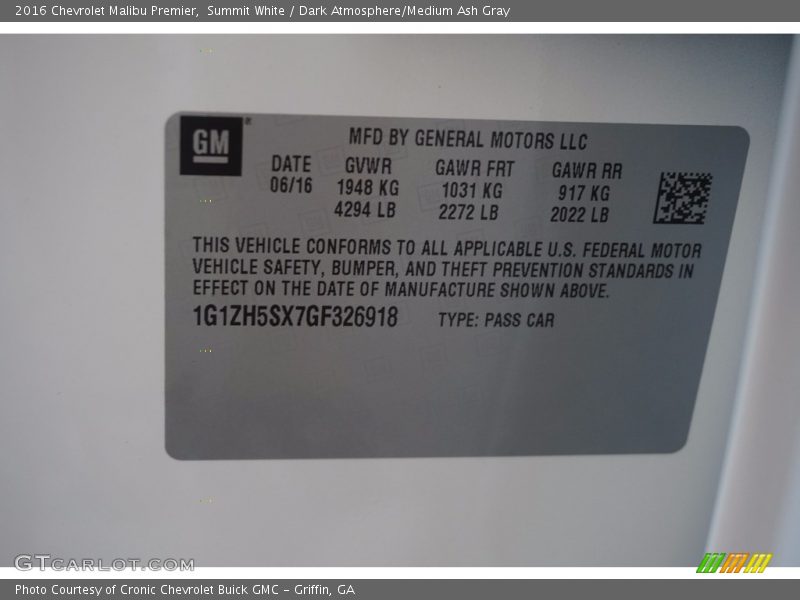 2016 Chevrolet Malibu Premier, Summit White / Dark Atmosphere/Medium Ash Gray
GM®
MFD BY GENERAL MOTORS LLC
DATE GVWR GAWR FRT GAWR RR
06/16 1948 KG 1031 KG 917 KG
4294 LB 2272 LB 2022 LB
THIS VEHICLE CONFORMS TO ALL APPLICABLE U.S. FEDERAL MOTOR
VEHICLE SAFETY, BUMPER, AND THEFT PREVENTION STANDARDS IN
EFFECT ON THE DATE OF MANUFACTURE SHOWN ABOVE.
1G1ZH5SX7GF326918 TYPE: PASS CAR
GTCARLOT.COM
Photo Courtesy of Cronic Chevrolet Buick GMC - Griffin, GA